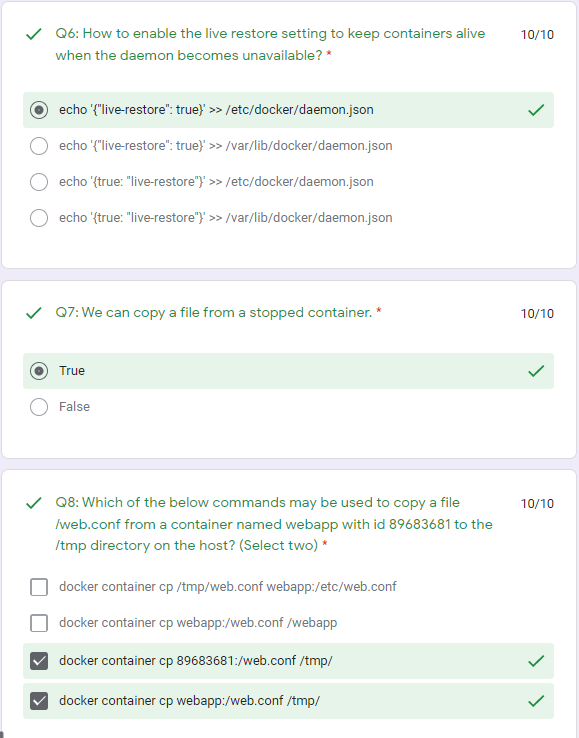 Q6: How to enable the live restore setting to keep containers alive
10/10
when the daemon becomes unavailable? *
echo '{"live-restore": true}' >> /etc/docker/daemon.json
echo '{"live-restore": true}' >> /var/lib/docker/daemon.json
echo '{true: "live-restore"}' >> /etc/docker/daemon.json
echo '{true: "live-restore"}' >> /var/lib/docker/daemon.json
Q7: We can copy a file from a stopped container. *
10/10
True
False
Q8: Which of the below commands may be used to copy a file
10/10
/web.conf from a container named webapp with id 89683681 to the
/tmp directory on the host? (Select two) *
docker container cp /tmp/web.conf webapp:/etc/web.conf
docker container cp webapp:/web.conf /webapp
docker container cp 89683681:/web.conf /tmp/
docker container cp webapp:/web.conf /tmp/